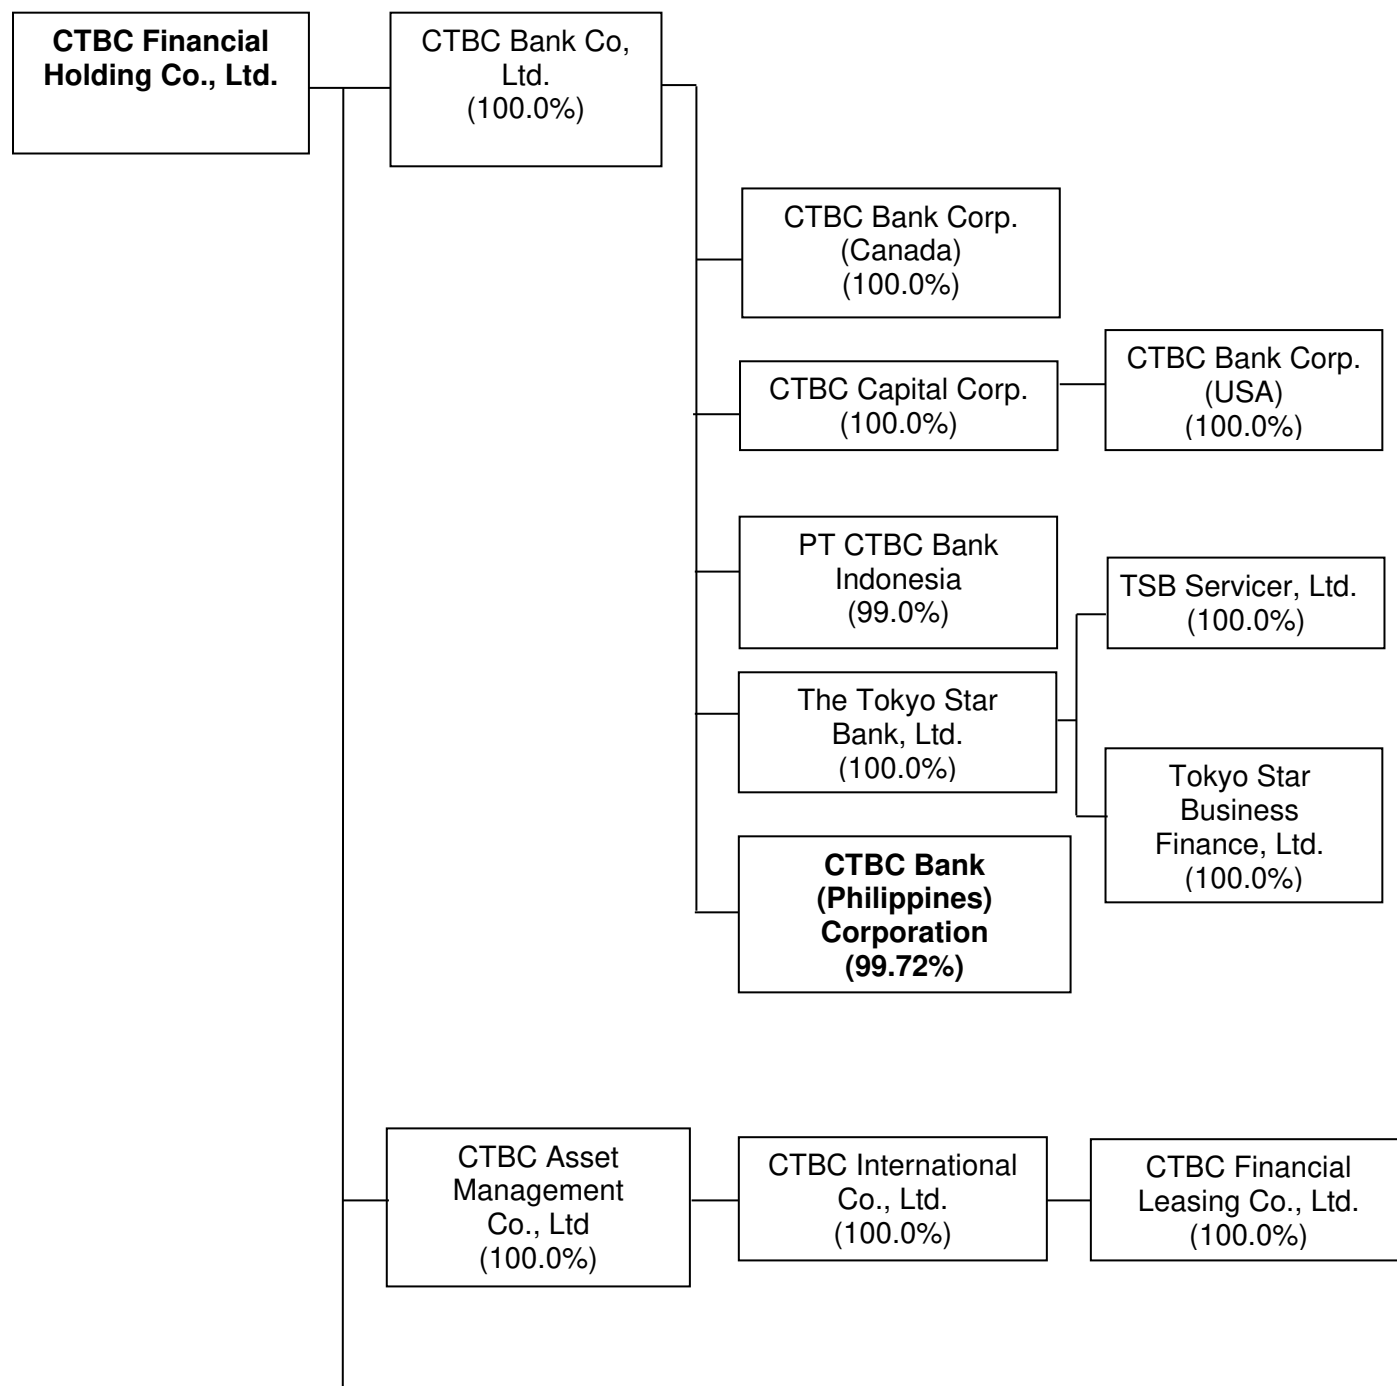 CTBC Financial
Holding Co., Ltd.
CTBC Bank Co,
Ltd.
(100.0%)
CTBC Bank Corp.
(Canada)
(100.0%)
CTBC Capital Corp.
(100.0%)
CTBC Bank Corp.
(USA)
(100.0%)
PT CTBC Bank
Indonesia
(99.0%)
TSB Servicer, Ltd.
(100.0%)
The Tokyo Star
Bank, Ltd.
(100.0%)
Tokyo Star
Business
Finance, Ltd.
(100.0%)
CTBC Bank
(Philippines)
Corporation
(99.72%)
CTBC Asset
Management
Co., Ltd
(100.0%)
CTBC International
Co., Ltd.
(100.0%)
CTBC Financial
Leasing Co., Ltd.
(100.0%)